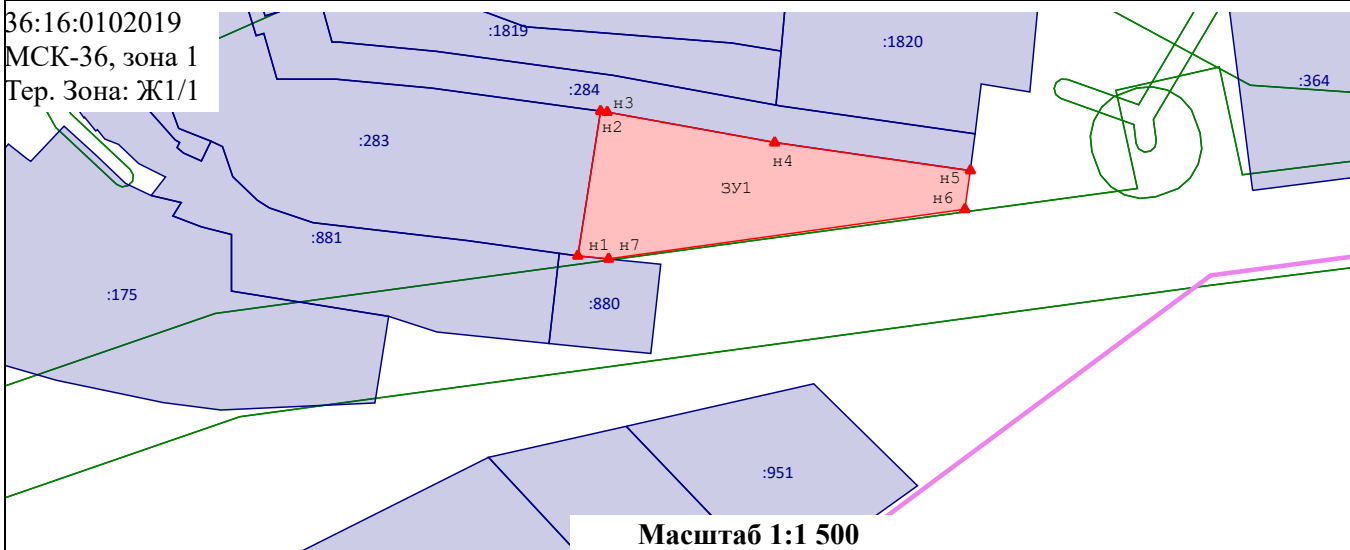 36:16:0102019
МСК-36, зона 1
Тер. Зона: Ж1/1
:1819
:1820
:364
:284
н3
н2
:283
н4
н5
ЗУ1
н6
:881
н1
н7
:175
:880
:951
Масштаб 1:1 500